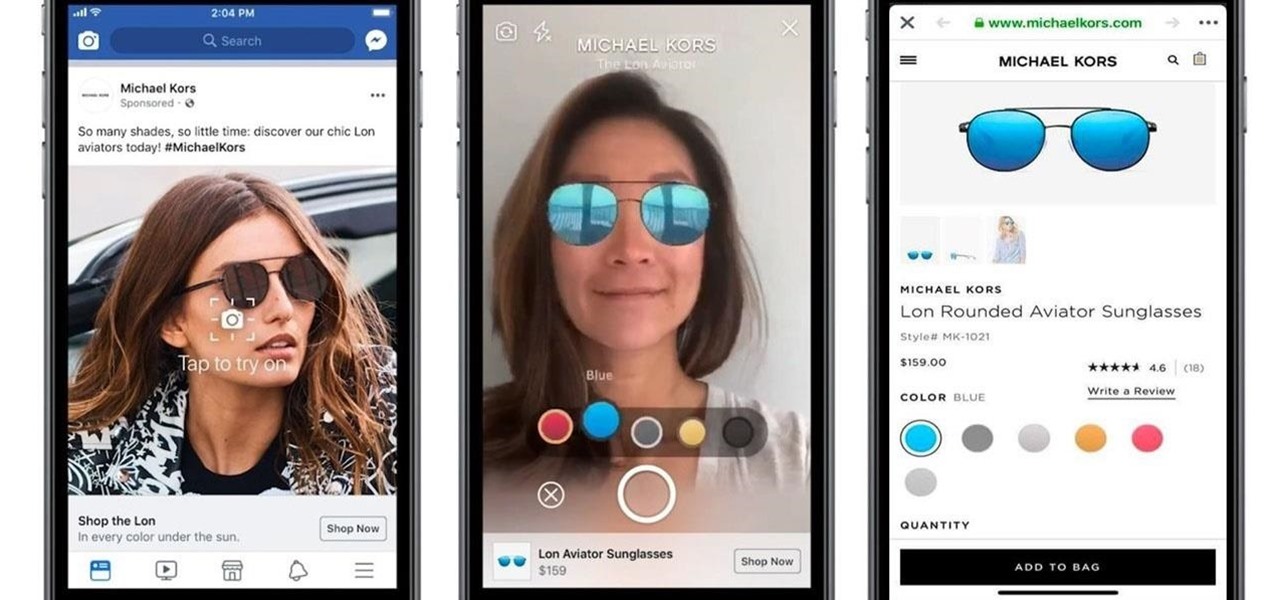 2:04 PM
Search
Michael Kors
Sponsored ·
So many shades, so little time: discover our chic Lon
aviators today! #MichaelKors
Tap to try on
Shop the Lon
In every color under the sun.
Shop Now
MICHAEL KORS
The Lon Aviator
Blue
Lon Aviator Sunglasses
$159
Shop Now
www.michaelkors.com
MICHAEL KORS
MICHAEL KORS
Lon Rounded Aviator Sunglasses
Style# MK-1021
$159.00
4.6 (18)
Write a Review
COLOR BLUE
QUANTITY
ADD TO BAG